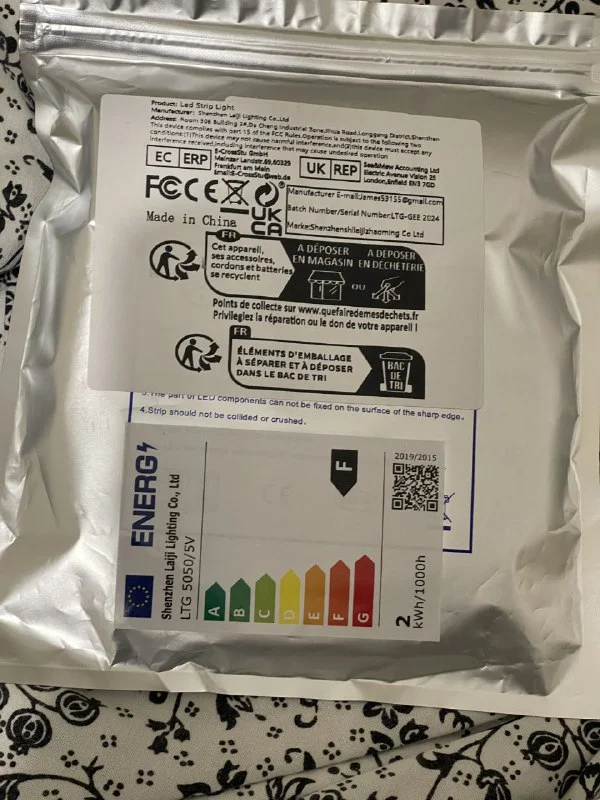 Product: Led Strip Light
Manufacturer: Shenzhen Laiji Lighting Co.,Ltd
Address: Room 306 Building 24,Da Cheng Industrial Zone,Jihua Road,Longgang District,Shenzhen
This device complies with part 15 of the FCC Rules.Operation is subject to the following two
conditions:(1)This device may not cause harmful interference,and(2)this device must accept any
interference received,including interference that may cause undesired operation
EC ERP
E-CrossStu GmbH
Mainzer Landstr.69,60329
Frankfurt am Main
Email:E-CrossStu@web.de
UK REP
Sea&Mew Accounting Ltd
Electric Avenue Vision 25
London,Enfield EN3 7GD
FC CE
UK
CA
Made in China
Manufacturer E-mail:James53155@gmail.com
Batch Number/Serial Number:LTG-GEE 2024
Marke:Shenzhenshilaijizhaoming Co Ltd
FR
Cet appareil,
ses accessoires,
cordons et batteries
se recyclent
À DÉPOSER
EN MAGASIN
OU
À DÉPOSER
EN DÉCHÈTERIE
Points de collecte sur www.quefairedemesdechets.fr
Privilegiez la réparation ou le don de votre appareil !
FR
ÉLÉMENTS D'EMBALLAGE
À SÉPARER ET À DÉPOSER
DANS LE BAC DE TRI
BAC
DE
TRI
3.The part of LED components can not be fixed on the surface of the sharp edge.
4.Strip should not be collided or crushed.
ENERG
Shenzhen Laiji Lighting Co., Ltd
LTG 5050/5V
A
B
C
D
E
F
G
F
2019/2015
2
kWh/1000h